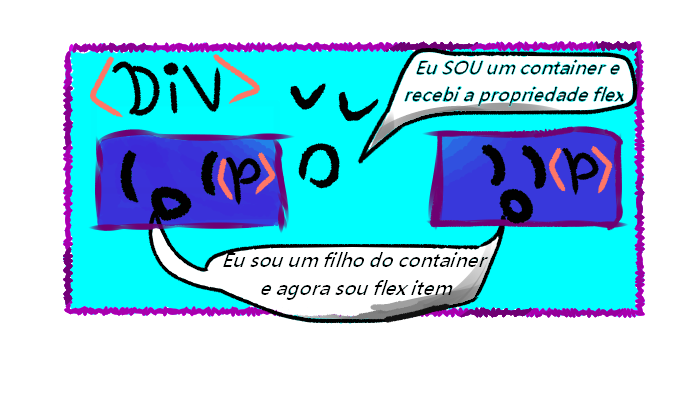 <DiV>
Eu SOU um container e
recebi a propriedade flex
<p>
<p>
Eu sou um filho do container
e agora sou flex item